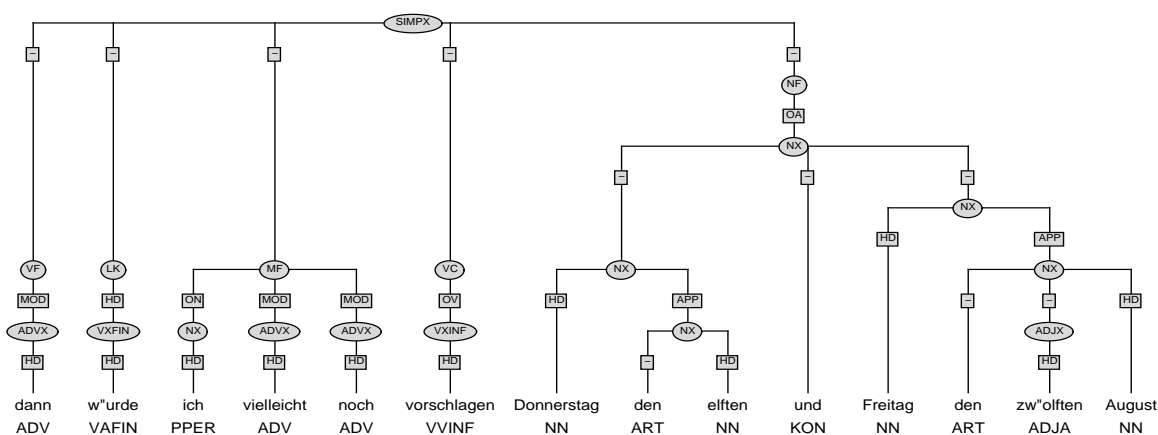 SIMPX
– – – – –
NF
OA
NX
– – –
NX
HD APP
VF LK MF VC NX NX
MOD HD ON MOD MOD OV HD APP – – HD
ADVX VXFIN NX ADVX ADVX VXINF NX ADJX
HD HD HD HD HD HD – HD HD
dann w"urde ich vielleicht noch vorschlagen Donnerstag den elften und Freitag den zw"olften August
ADV VAFIN PPER ADV ADV VVINF NN ART NN KON NN ART ADJA NN